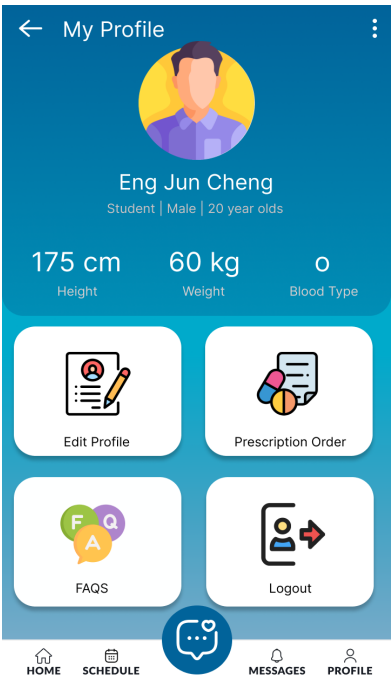 My Profile
Eng Jun Cheng
Student | Male | 20 year olds
175 cm 60 kg o
Height Weight Blood Type
Edit Profile Prescription Order
F Q A
FAQS Logout
HOME SCHEDULE MESSAGES PROFILE